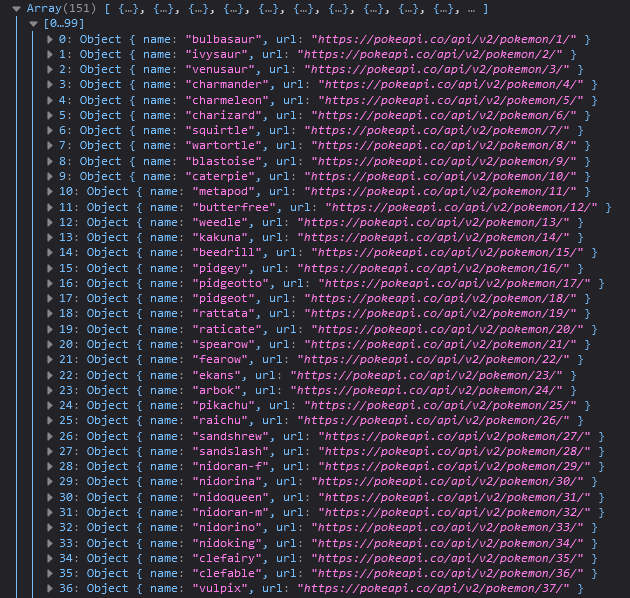 Array(151) [ {…}, {…}, {…}, {…}, {…}, {…}, {…}, {…}, {…}, {…}, … ]
[0…99]
0: Object { name: "bulbasaur", url: "https://pokeapi.co/api/v2/pokemon/1/" }
1: Object { name: "ivysaur", url: "https://pokeapi.co/api/v2/pokemon/2/" }
2: Object { name: "venusaur", url: "https://pokeapi.co/api/v2/pokemon/3/" }
3: Object { name: "charmander", url: "https://pokeapi.co/api/v2/pokemon/4/" }
4: Object { name: "charmeleon", url: "https://pokeapi.co/api/v2/pokemon/5/" }
5: Object { name: "charizard", url: "https://pokeapi.co/api/v2/pokemon/6/" }
6: Object { name: "squirtle", url: "https://pokeapi.co/api/v2/pokemon/7/" }
7: Object { name: "wartortle", url: "https://pokeapi.co/api/v2/pokemon/8/" }
8: Object { name: "blastoise", url: "https://pokeapi.co/api/v2/pokemon/9/" }
9: Object { name: "caterpie", url: "https://pokeapi.co/api/v2/pokemon/10/" }
10: Object { name: "metapod", url: "https://pokeapi.co/api/v2/pokemon/11/" }
11: Object { name: "butterfree", url: "https://pokeapi.co/api/v2/pokemon/12/" }
12: Object { name: "weedle", url: "https://pokeapi.co/api/v2/pokemon/13/" }
13: Object { name: "kakuna", url: "https://pokeapi.co/api/v2/pokemon/14/" }
14: Object { name: "beedrill", url: "https://pokeapi.co/api/v2/pokemon/15/" }
15: Object { name: "pidgey", url: "https://pokeapi.co/api/v2/pokemon/16/" }
16: Object { name: "pidgeotto", url: "https://pokeapi.co/api/v2/pokemon/17/" }
17: Object { name: "pidgeot", url: "https://pokeapi.co/api/v2/pokemon/18/" }
18: Object { name: "rattata", url: "https://pokeapi.co/api/v2/pokemon/19/" }
19: Object { name: "raticate", url: "https://pokeapi.co/api/v2/pokemon/20/" }
20: Object { name: "spearow", url: "https://pokeapi.co/api/v2/pokemon/21/" }
21: Object { name: "fearow", url: "https://pokeapi.co/api/v2/pokemon/22/" }
22: Object { name: "ekans", url: "https://pokeapi.co/api/v2/pokemon/23/" }
23: Object { name: "arbok", url: "https://pokeapi.co/api/v2/pokemon/24/" }
24: Object { name: "pikachu", url: "https://pokeapi.co/api/v2/pokemon/25/" }
25: Object { name: "raichu", url: "https://pokeapi.co/api/v2/pokemon/26/" }
26: Object { name: "sandshrew", url: "https://pokeapi.co/api/v2/pokemon/27/" }
27: Object { name: "sandslash", url: "https://pokeapi.co/api/v2/pokemon/28/" }
28: Object { name: "nidoran-f", url: "https://pokeapi.co/api/v2/pokemon/29/" }
29: Object { name: "nidorina", url: "https://pokeapi.co/api/v2/pokemon/30/" }
30: Object { name: "nidoqueen", url: "https://pokeapi.co/api/v2/pokemon/31/" }
31: Object { name: "nidoran-m", url: "https://pokeapi.co/api/v2/pokemon/32/" }
32: Object { name: "nidorino", url: "https://pokeapi.co/api/v2/pokemon/33/" }
33: Object { name: "nidoking", url: "https://pokeapi.co/api/v2/pokemon/34/" }
34: Object { name: "clefairy", url: "https://pokeapi.co/api/v2/pokemon/35/" }
35: Object { name: "clefable", url: "https://pokeapi.co/api/v2/pokemon/36/" }
36: Object { name: "vulpix", url: "https://pokeapi.co/api/v2/pokemon/37/" }